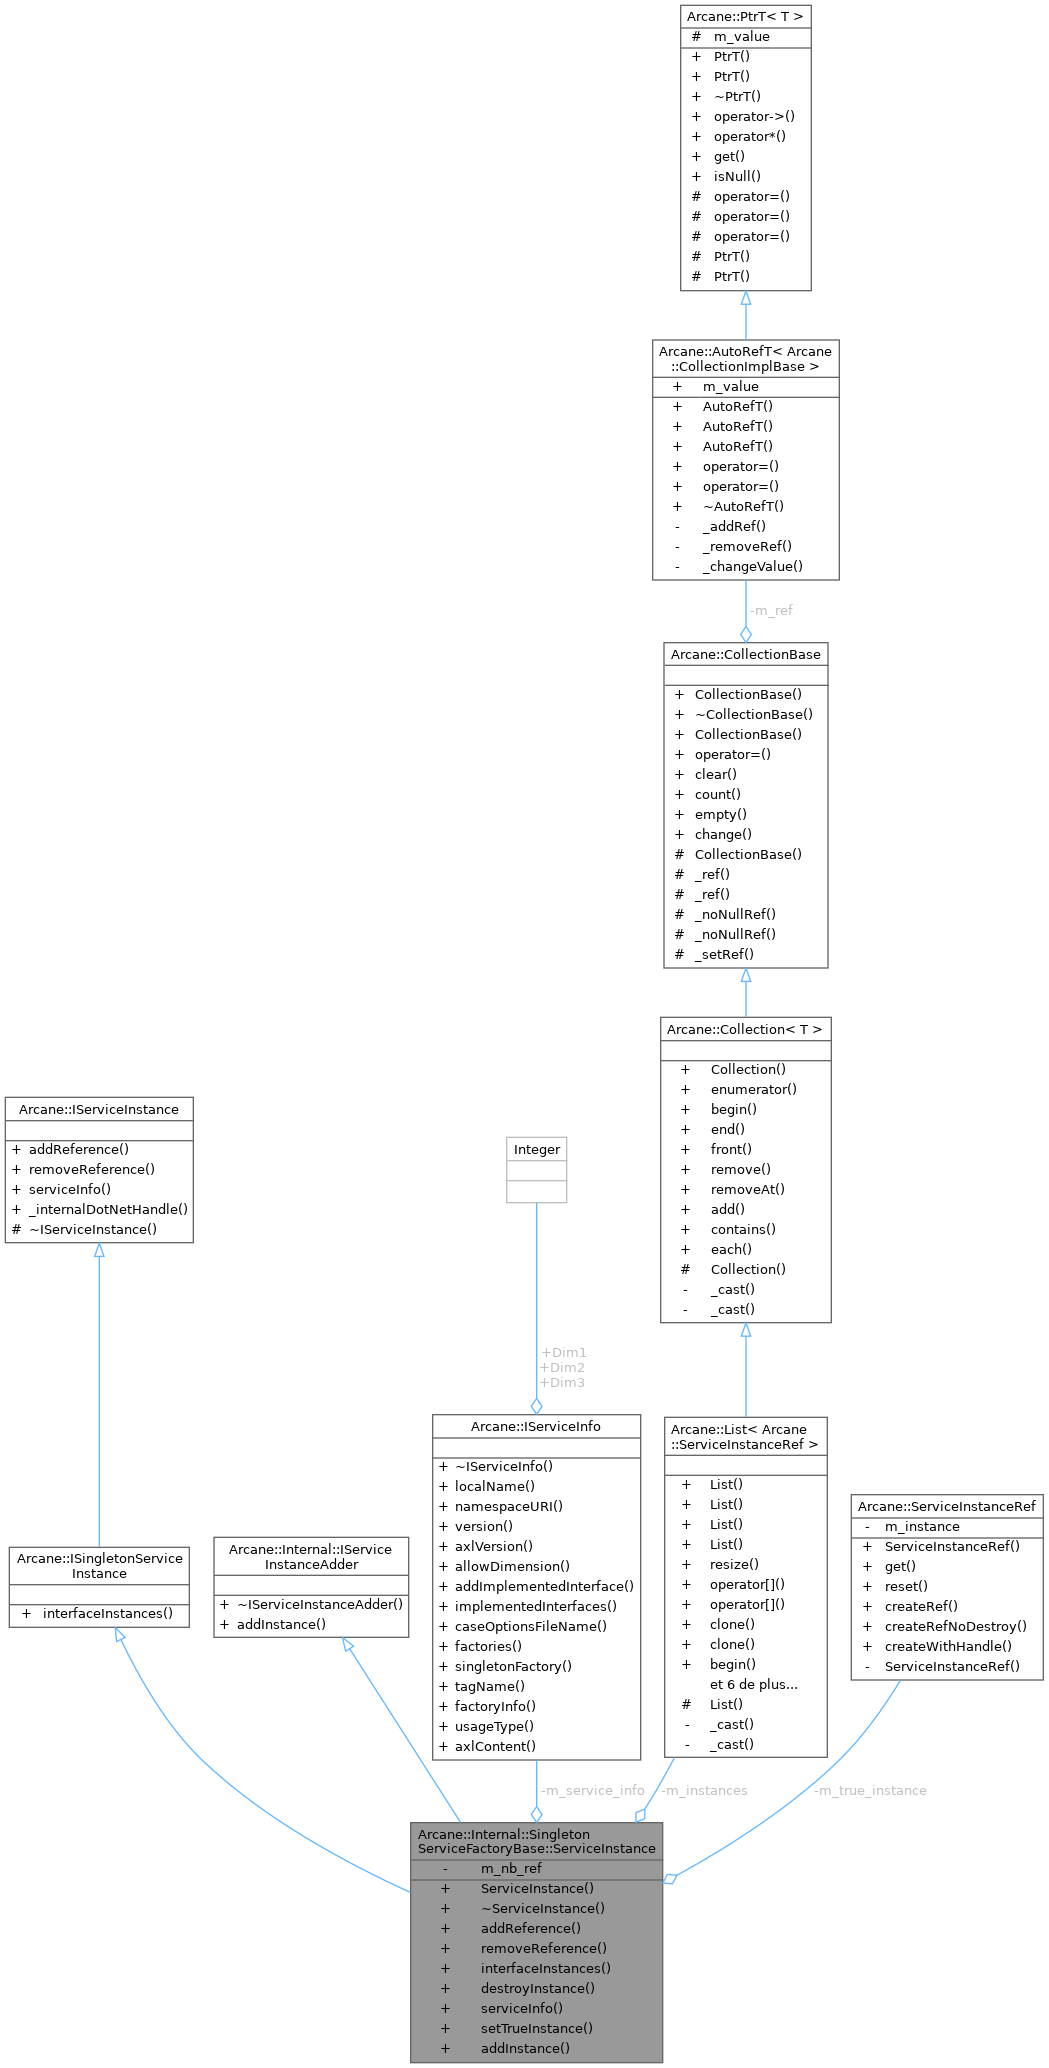 Arcane::PtrT< T >
# m_value
+ PtrT()
+ PtrT()
+ ~PtrT()
+ operator->()
+ operator*()
+ get()
+ isNull()
# operator=()
# operator=()
# operator=()
# PtrT()
# PtrT()
Arcane::AutoRefT< Arcane
::CollectionImplBase >
+ m_value
+ AutoRefT()
+ AutoRefT()
+ AutoRefT()
+ operator=()
+ operator=()
+ ~AutoRefT()
- _addRef()
- _removeRef()
- _changeValue()
-m_ref
Arcane::CollectionBase
+ CollectionBase()
+ ~CollectionBase()
+ CollectionBase()
+ operator=()
+ clear()
+ count()
+ empty()
+ change()
# CollectionBase()
# _ref()
# _ref()
# _noNullRef()
# _noNullRef()
# _setRef()
Arcane::Collection< T >
+ Collection()
+ enumerator()
+ begin()
+ end()
+ front()
+ remove()
+ removeAt()
+ add()
+ contains()
+ each()
# Collection()
- _cast()
- _cast()
Arcane::IServiceInstance
+ addReference()
+ removeReference()
+ serviceInfo()
+ _internalDotNetHandle()
# ~IServiceInstance()
Integer
+Dim1
+Dim2
+Dim3
Arcane::ISingletonService
Instance
+ interfaceInstances()
Arcane::Internal::IService
InstanceAdder
+ ~IServiceInstanceAdder()
+ addInstance()
Arcane::IServiceInfo
+ ~IServiceInfo()
+ localName()
+ namespaceURI()
+ version()
+ axlVersion()
+ allowDimension()
+ addImplementedInterface()
+ implementedInterfaces()
+ caseOptionsFileName()
+ factories()
+ singletonFactory()
+ tagName()
+ factoryInfo()
+ usageType()
+ axlContent()
Arcane::List< Arcane
::ServiceInstanceRef >
+ List()
+ List()
+ List()
+ List()
+ resize()
+ operator[]()
+ operator[]()
+ clone()
+ clone()
+ begin()
et 6 de plus...
# List()
- _cast()
- _cast()
Arcane::ServiceInstanceRef
- m_instance
+ ServiceInstanceRef()
+ get()
+ reset()
+ createRef()
+ createRefNoDestroy()
+ createWithHandle()
- ServiceInstanceRef()
-m_service_info
-m_instances
-m_true_instance
Arcane::Internal::Singleton
ServiceFactoryBase::ServiceInstance
- m_nb_ref
+ ServiceInstance()
+ ~ServiceInstance()
+ addReference()
+ removeReference()
+ interfaceInstances()
+ destroyInstance()
+ serviceInfo()
+ setTrueInstance()
+ addInstance()